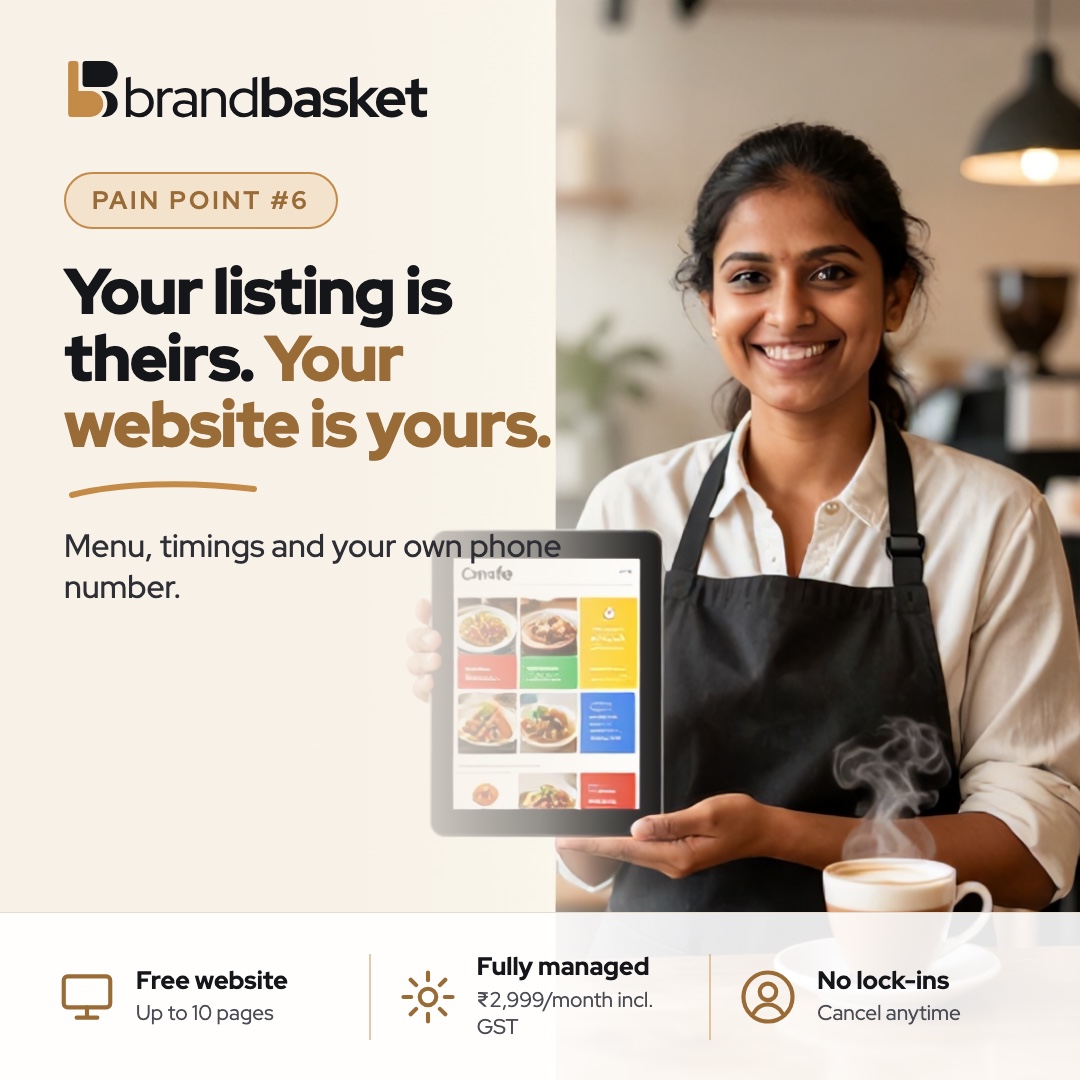 brandbasket
PAIN POINT #6
Your listing is
theirs. Your
website is yours.
Menu, timings and your own phone
number.
Free website
Up to 10 pages
Fully managed
₹2,999/month incl.
GST
No lock-ins
Cancel anytime